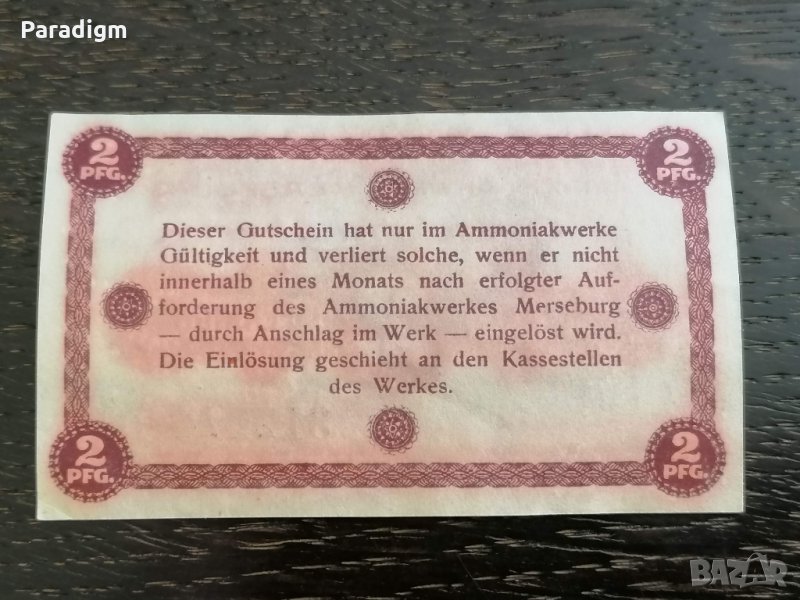 Paradigm
2 2
PFG. PFG.
Dieser Gutschein hat nur im Ammoniakwerke
Gültigkeit und verliert solche, wenn er nicht
innerhalb eines Monats nach erfolgter Auf-
forderung des Ammoniakwerkes Merseburg
— durch Anschlag im Werk — eingelöst wird.
Die Einlösung geschieht an den Kassestellen
des Werkes.
2 2
PFG. PFG.
BAZAR